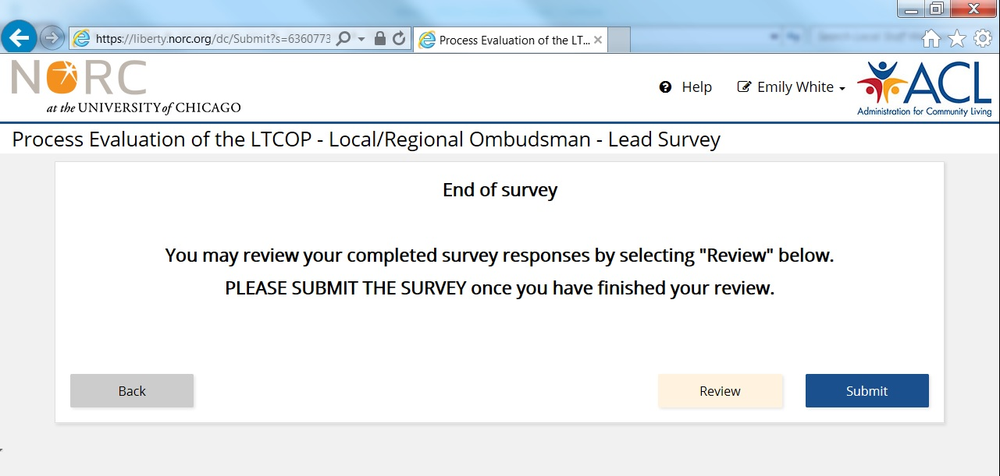 https://liberty.norc.org/dc/Submit?s=6360773
Process Evaluation of the LT...
NORC
at the UNIVERSITY of CHICAGO
Help
Emily White
ACL
Administration for Community Living
Process Evaluation of the LTCOP - Local/Regional Ombudsman - Lead Survey
End of survey
You may review your completed survey responses by selecting "Review" below.
PLEASE SUBMIT THE SURVEY once you have finished your review.
Back
Review
Submit